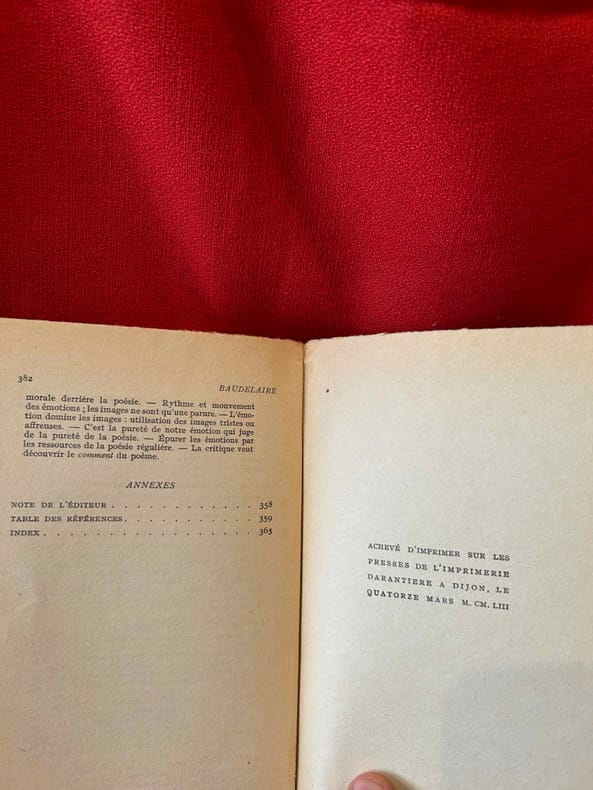 382
BAUDELAIRE
morale derrière la poésie. — Rythme et mouvement
des émotions ; les images ne sont qu'une parure. — L'émo-
tion domine les images : utilisation des images tristes ou
affreuses. — C'est la pureté de notre émotion qui juge
de la pureté de la poésie. — Épurer les émotions par
les ressources de la poésie régulière. — La critique veut
découvrir le comment du poème.
ANNEXES
NOTE DE L'ÉDITEUR . . . . . . . . . . . 358
TABLE DES RÉFÉRENCES. . . . . . . . . . 359
INDEX . . . . . . . . . . . . . . . . . 365
ACHEVÉ D'IMPRIMER SUR LES
PRESSES DE L'IMPRIMERIE
DARANTIERE A DIJON, LE
QUATORZE MARS M. CM. LIII